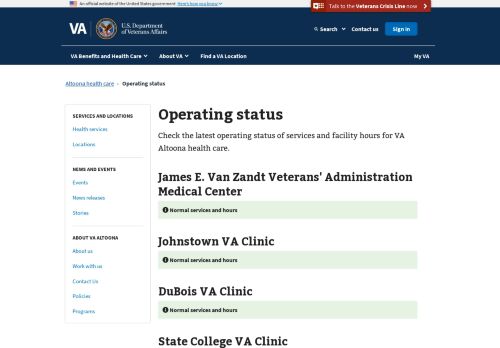 An official website of the United States government Here's how you know
Talk to the Veterans Crisis Line now
VA
U.S. Department
of Veterans Affairs
Search
Contact us
Sign in
VA Benefits and Health Care
About VA
Find a VA Location
My VA
Altoona health care › Operating status
SERVICES AND LOCATIONS
Health services
Locations
NEWS AND EVENTS
Events
News releases
Stories
ABOUT VA ALTOONA
About us
Work with us
Contact Us
Policies
Programs
Operating status
Check the latest operating status of services and facility hours for VA
Altoona health care.
James E. Van Zandt Veterans' Administration
Medical Center
Normal services and hours
Johnstown VA Clinic
Normal services and hours
DuBois VA Clinic
Normal services and hours
State College VA Clinic